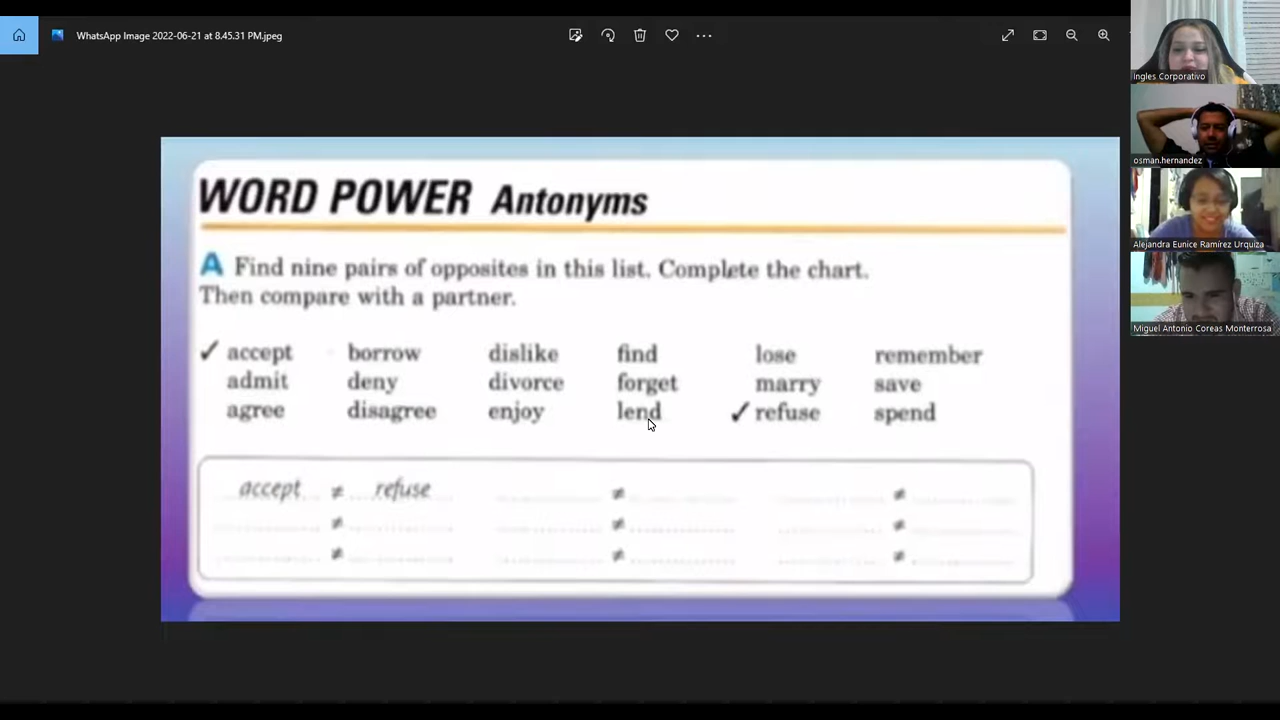 WhatsApp Image 2022-06-21 at 8.45.31 PM.jpeg
ingles Corporativo
osman.hernandez
Alejandra Eunice Ramírez Urquiza
Miguel Antonio Coreas Monterrosa
WORD POWER Antonyms
A Find nine pairs of opposites in this list. Complete the chart.
Then compare with a partner.
✓ accept borrow dislike find lose remember
admit deny divorce forget marry save
agree disagree enjoy lend ✓ refuse spend
accept ≠ refuse ≠ ≠
≠ ≠ ≠
≠ ≠ ≠